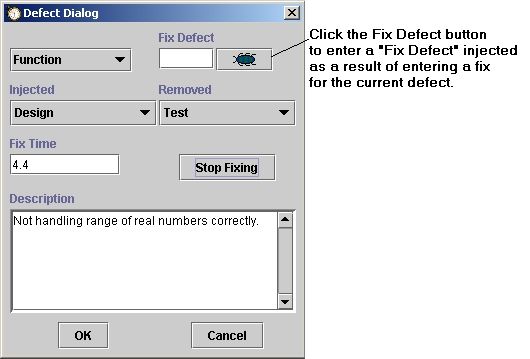 Defect Dialog
Fix Defect
Function
Click the Fix Defect button
to enter a "Fix Defect" injected
as a result of entering a fix
for the current defect.
Injected
Removed
Design
Test
Fix Time
4.4
Stop Fixing
Description
Not handling range of real numbers correctly.
OK
Cancel